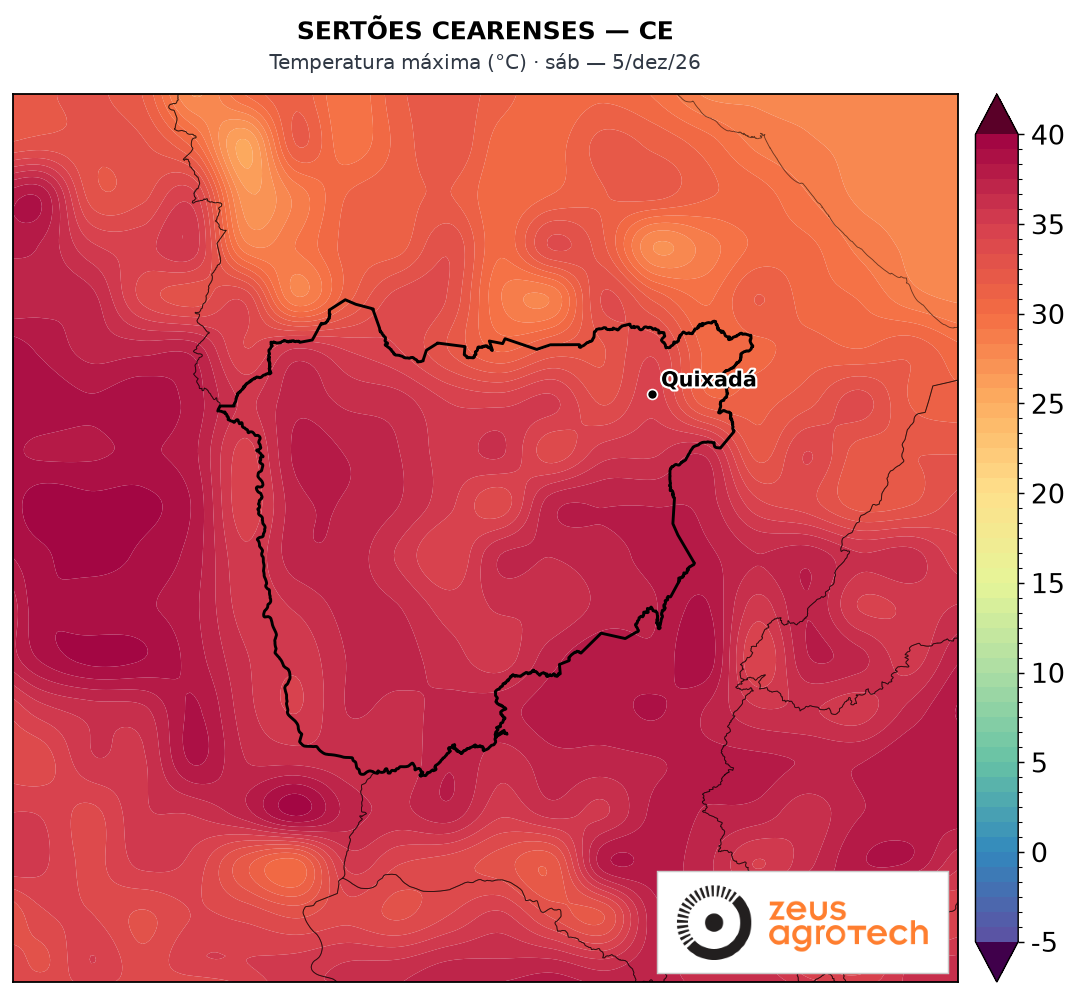 SERTÕES CEARENSES — CE
Temperatura máxima (°C) · sáb — 5/dez/26
Quixadá
40
35
30
25
20
15
10
5
0
-5
zeus
agrotech